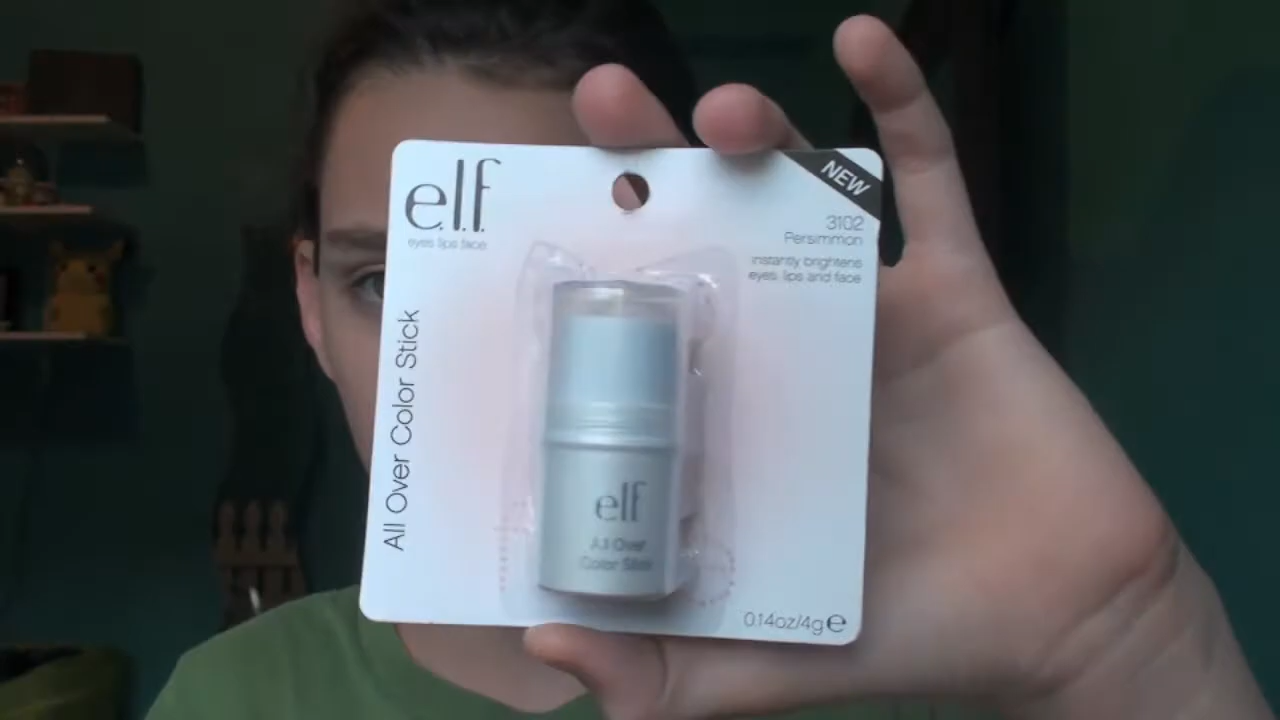 e.l.f.
eyes lips face
NEW
3102
Persimmon
instantly brightens
eyes, lips and face
All Over Color Stick
elf
All Over
Color Stick
0.14oz/4g e